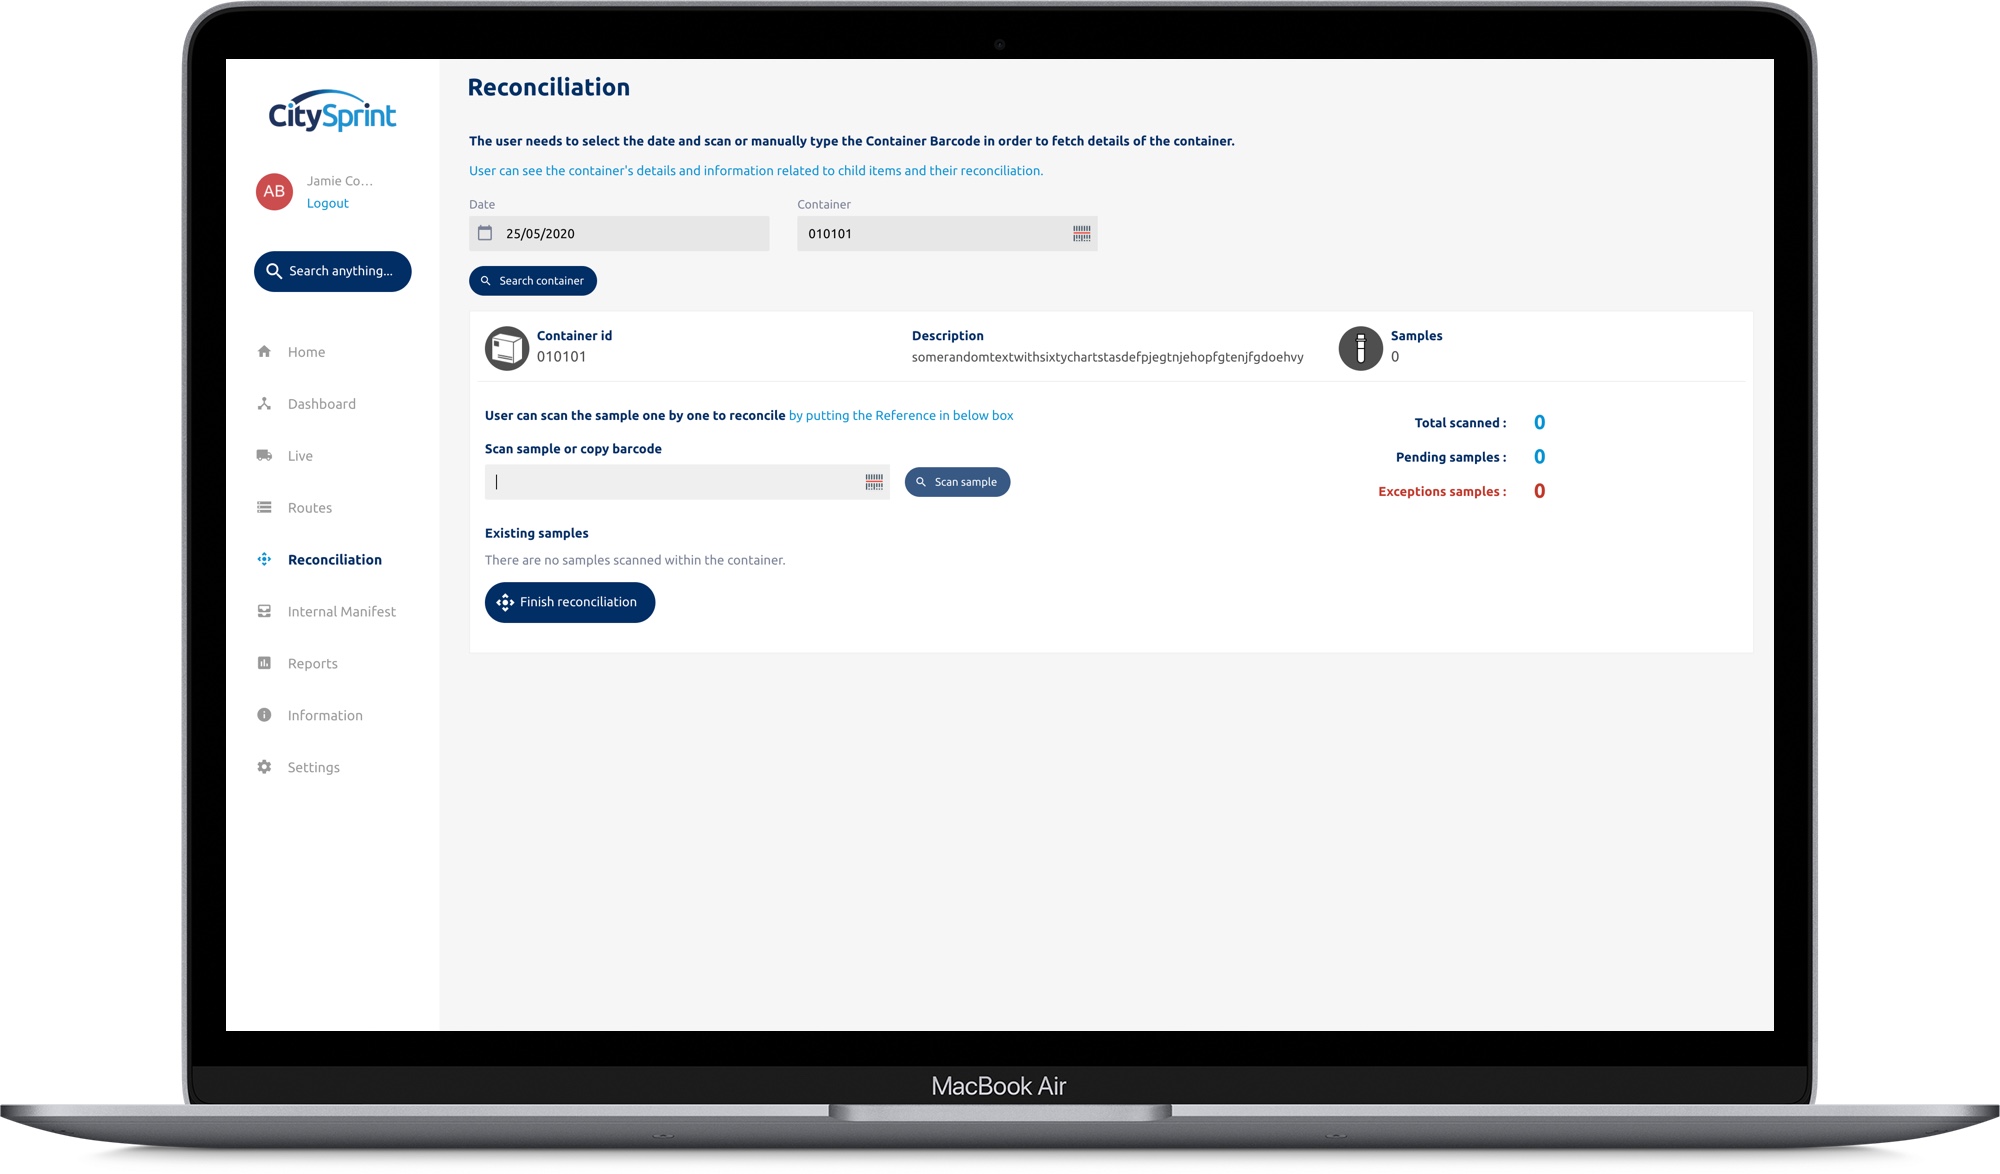 CitySprint
AB
Jamie Co...
Logout
Search anything...
Home
Dashboard
Live
Routes
Reconciliation
Internal Manifest
Reports
Information
Settings
Reconciliation
The user needs to select the date and scan or manually type the Container Barcode in order to fetch details of the container.
User can see the container's details and information related to child items and their reconciliation.
Date
Container
25/05/2020
010101
Search container
Container id
010101
Description
somerandomtextwithsixtychartstasdefpjegtnjehopfgtenjfgdoehvy
Samples
0
User can scan the sample one by one to reconcile by putting the Reference in below box
Scan sample or copy barcode
Scan sample
Total scanned : 0
Pending samples : 0
Exceptions samples : 0
Existing samples
There are no samples scanned within the container.
Finish reconciliation
MacBook Air